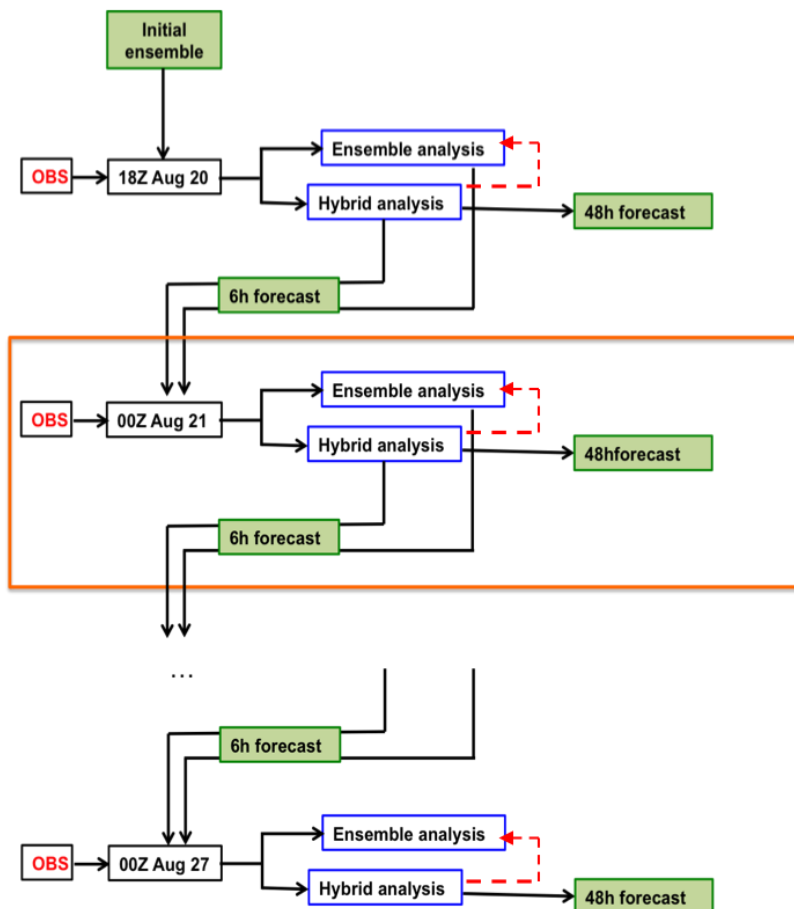 Initial
ensemble
Ensemble analysis
OBS
18Z Aug 20
Hybrid analysis
48h forecast
6h forecast
Ensemble analysis
OBS
00Z Aug 21
Hybrid analysis
48hforecast
6h forecast
...
6h forecast
Ensemble analysis
OBS
00Z Aug 27
Hybrid analysis
48h forecast